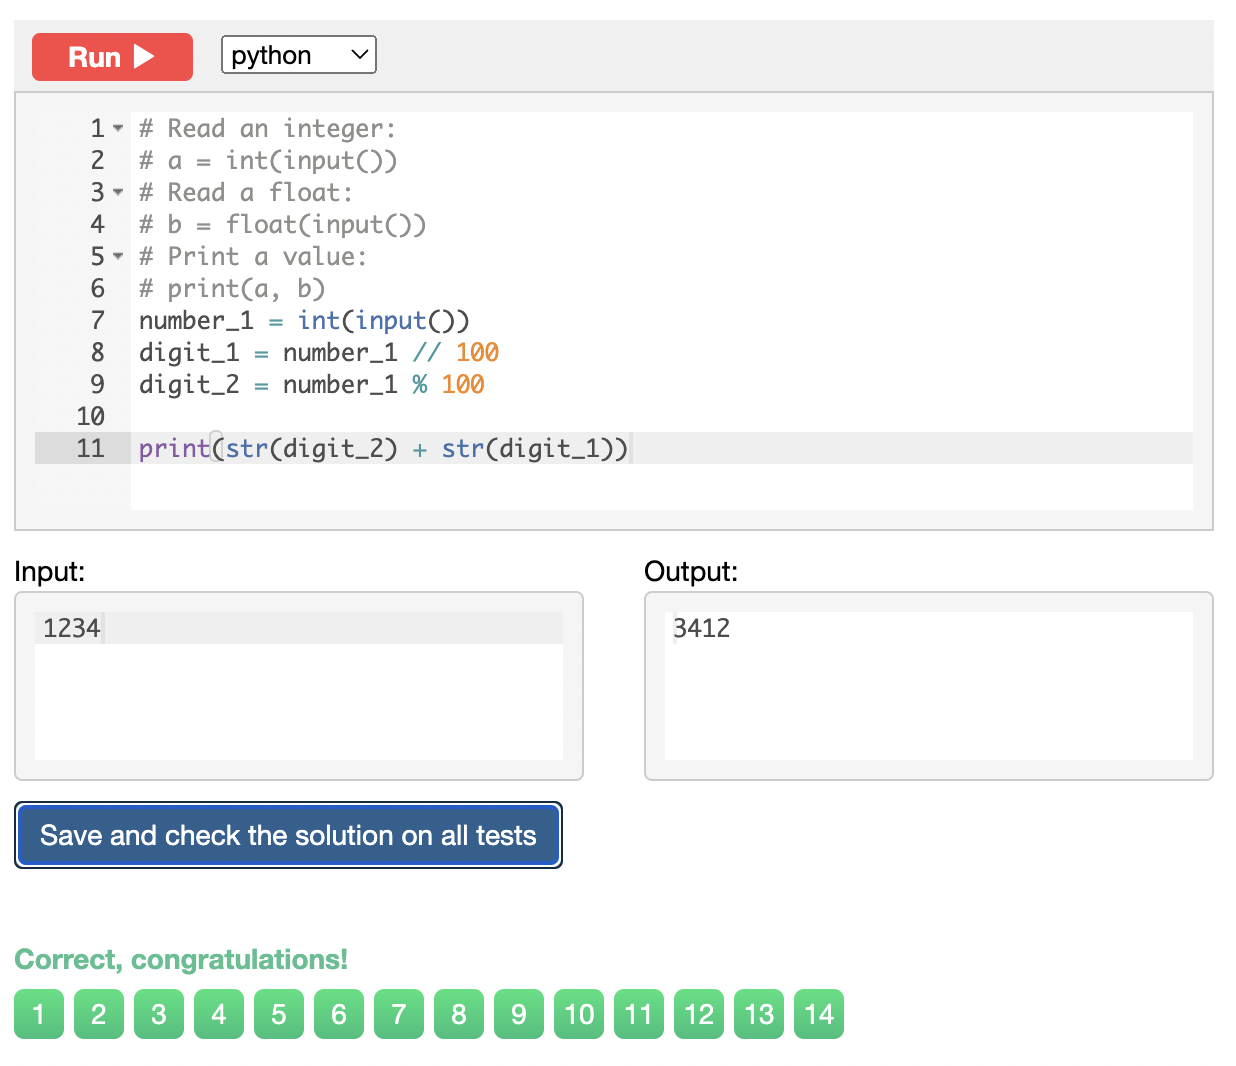 Run
python
1 # Read an integer:
2 # a = int(input())
3 # Read a float:
4 # b = float(input())
5 # Print a value:
6 # print(a, b)
7 number_1 = int(input())
8 digit_1 = number_1 // 100
9 digit_2 = number_1 % 100
10
11 print(str(digit_2) + str(digit_1))
Input: Output:
1234 3412
Save and check the solution on all tests
Correct, congratulations!
1 2 3 4 5 6 7 8 9 10 11 12 13 14